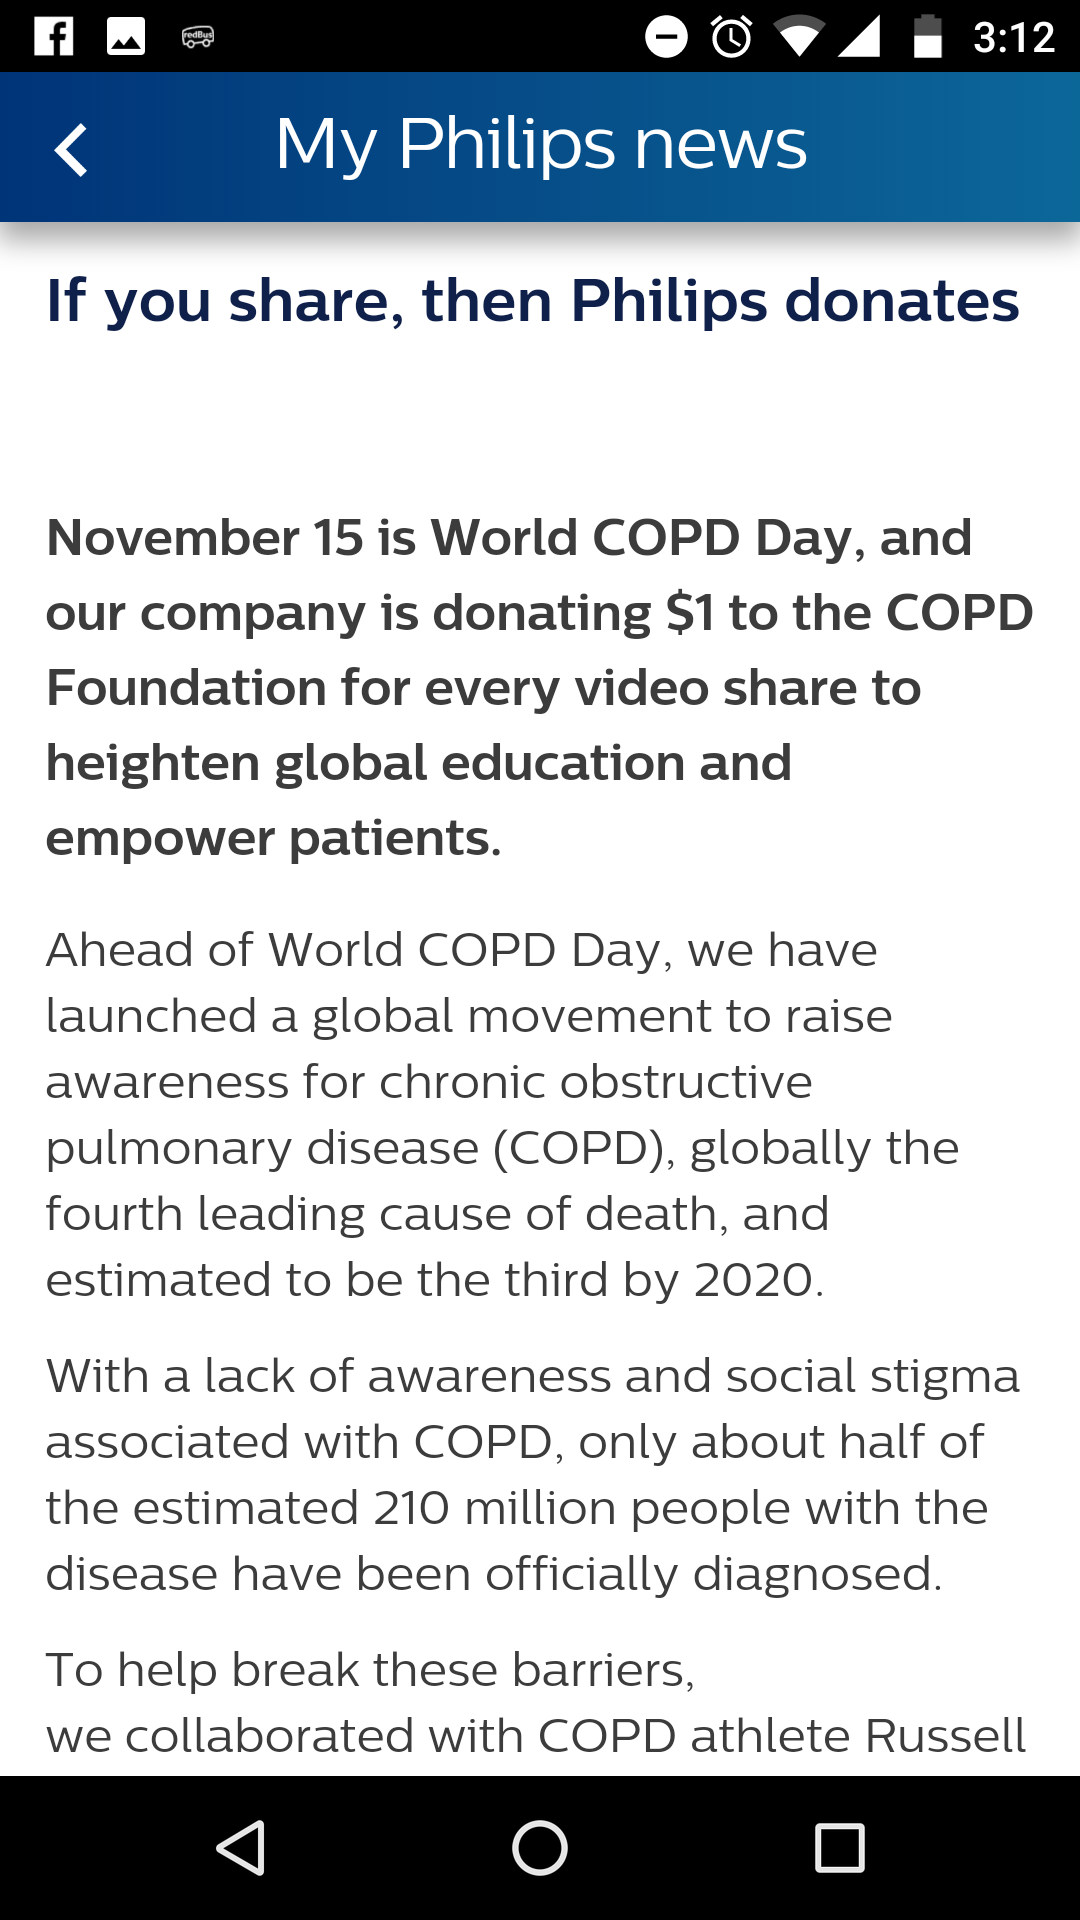 redBus
3:12
My Philips news
If you share, then Philips donates
November 15 is World COPD Day, and
our company is donating $1 to the COPD
Foundation for every video share to
heighten global education and
empower patients.
Ahead of World COPD Day, we have
launched a global movement to raise
awareness for chronic obstructive
pulmonary disease (COPD), globally the
fourth leading cause of death, and
estimated to be the third by 2020.
With a lack of awareness and social stigma
associated with COPD, only about half of
the estimated 210 million people with the
disease have been officially diagnosed.
To help break these barriers,
we collaborated with COPD athlete Russell